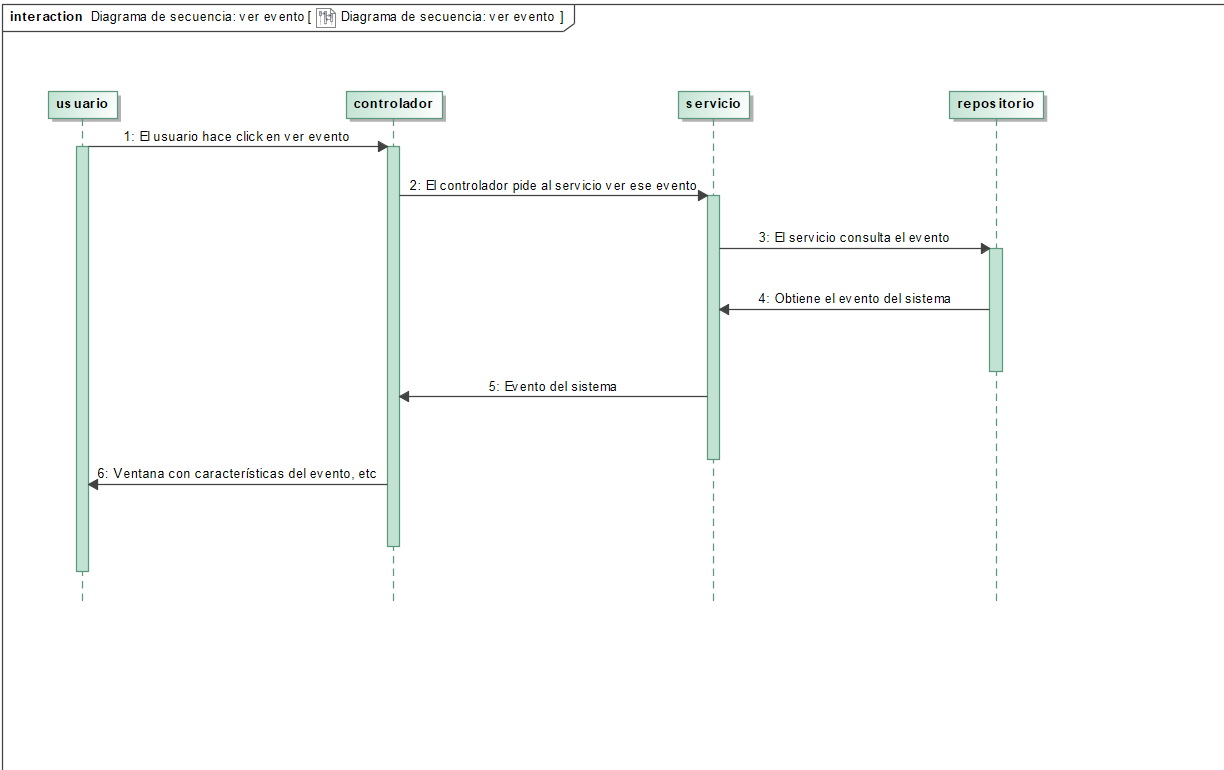 interaction Diagrama de secuencia: ver evento [ Diagrama de secuencia: ver evento ]
usuario controlador servicio repositorio
1: El usuario hace click en ver evento
2: El controlador pide al servicio ver ese evento
3: El servicio consulta el evento
4: Obtiene el evento del sistema
5: Evento del sistema
6: Ventana con características del evento, etc